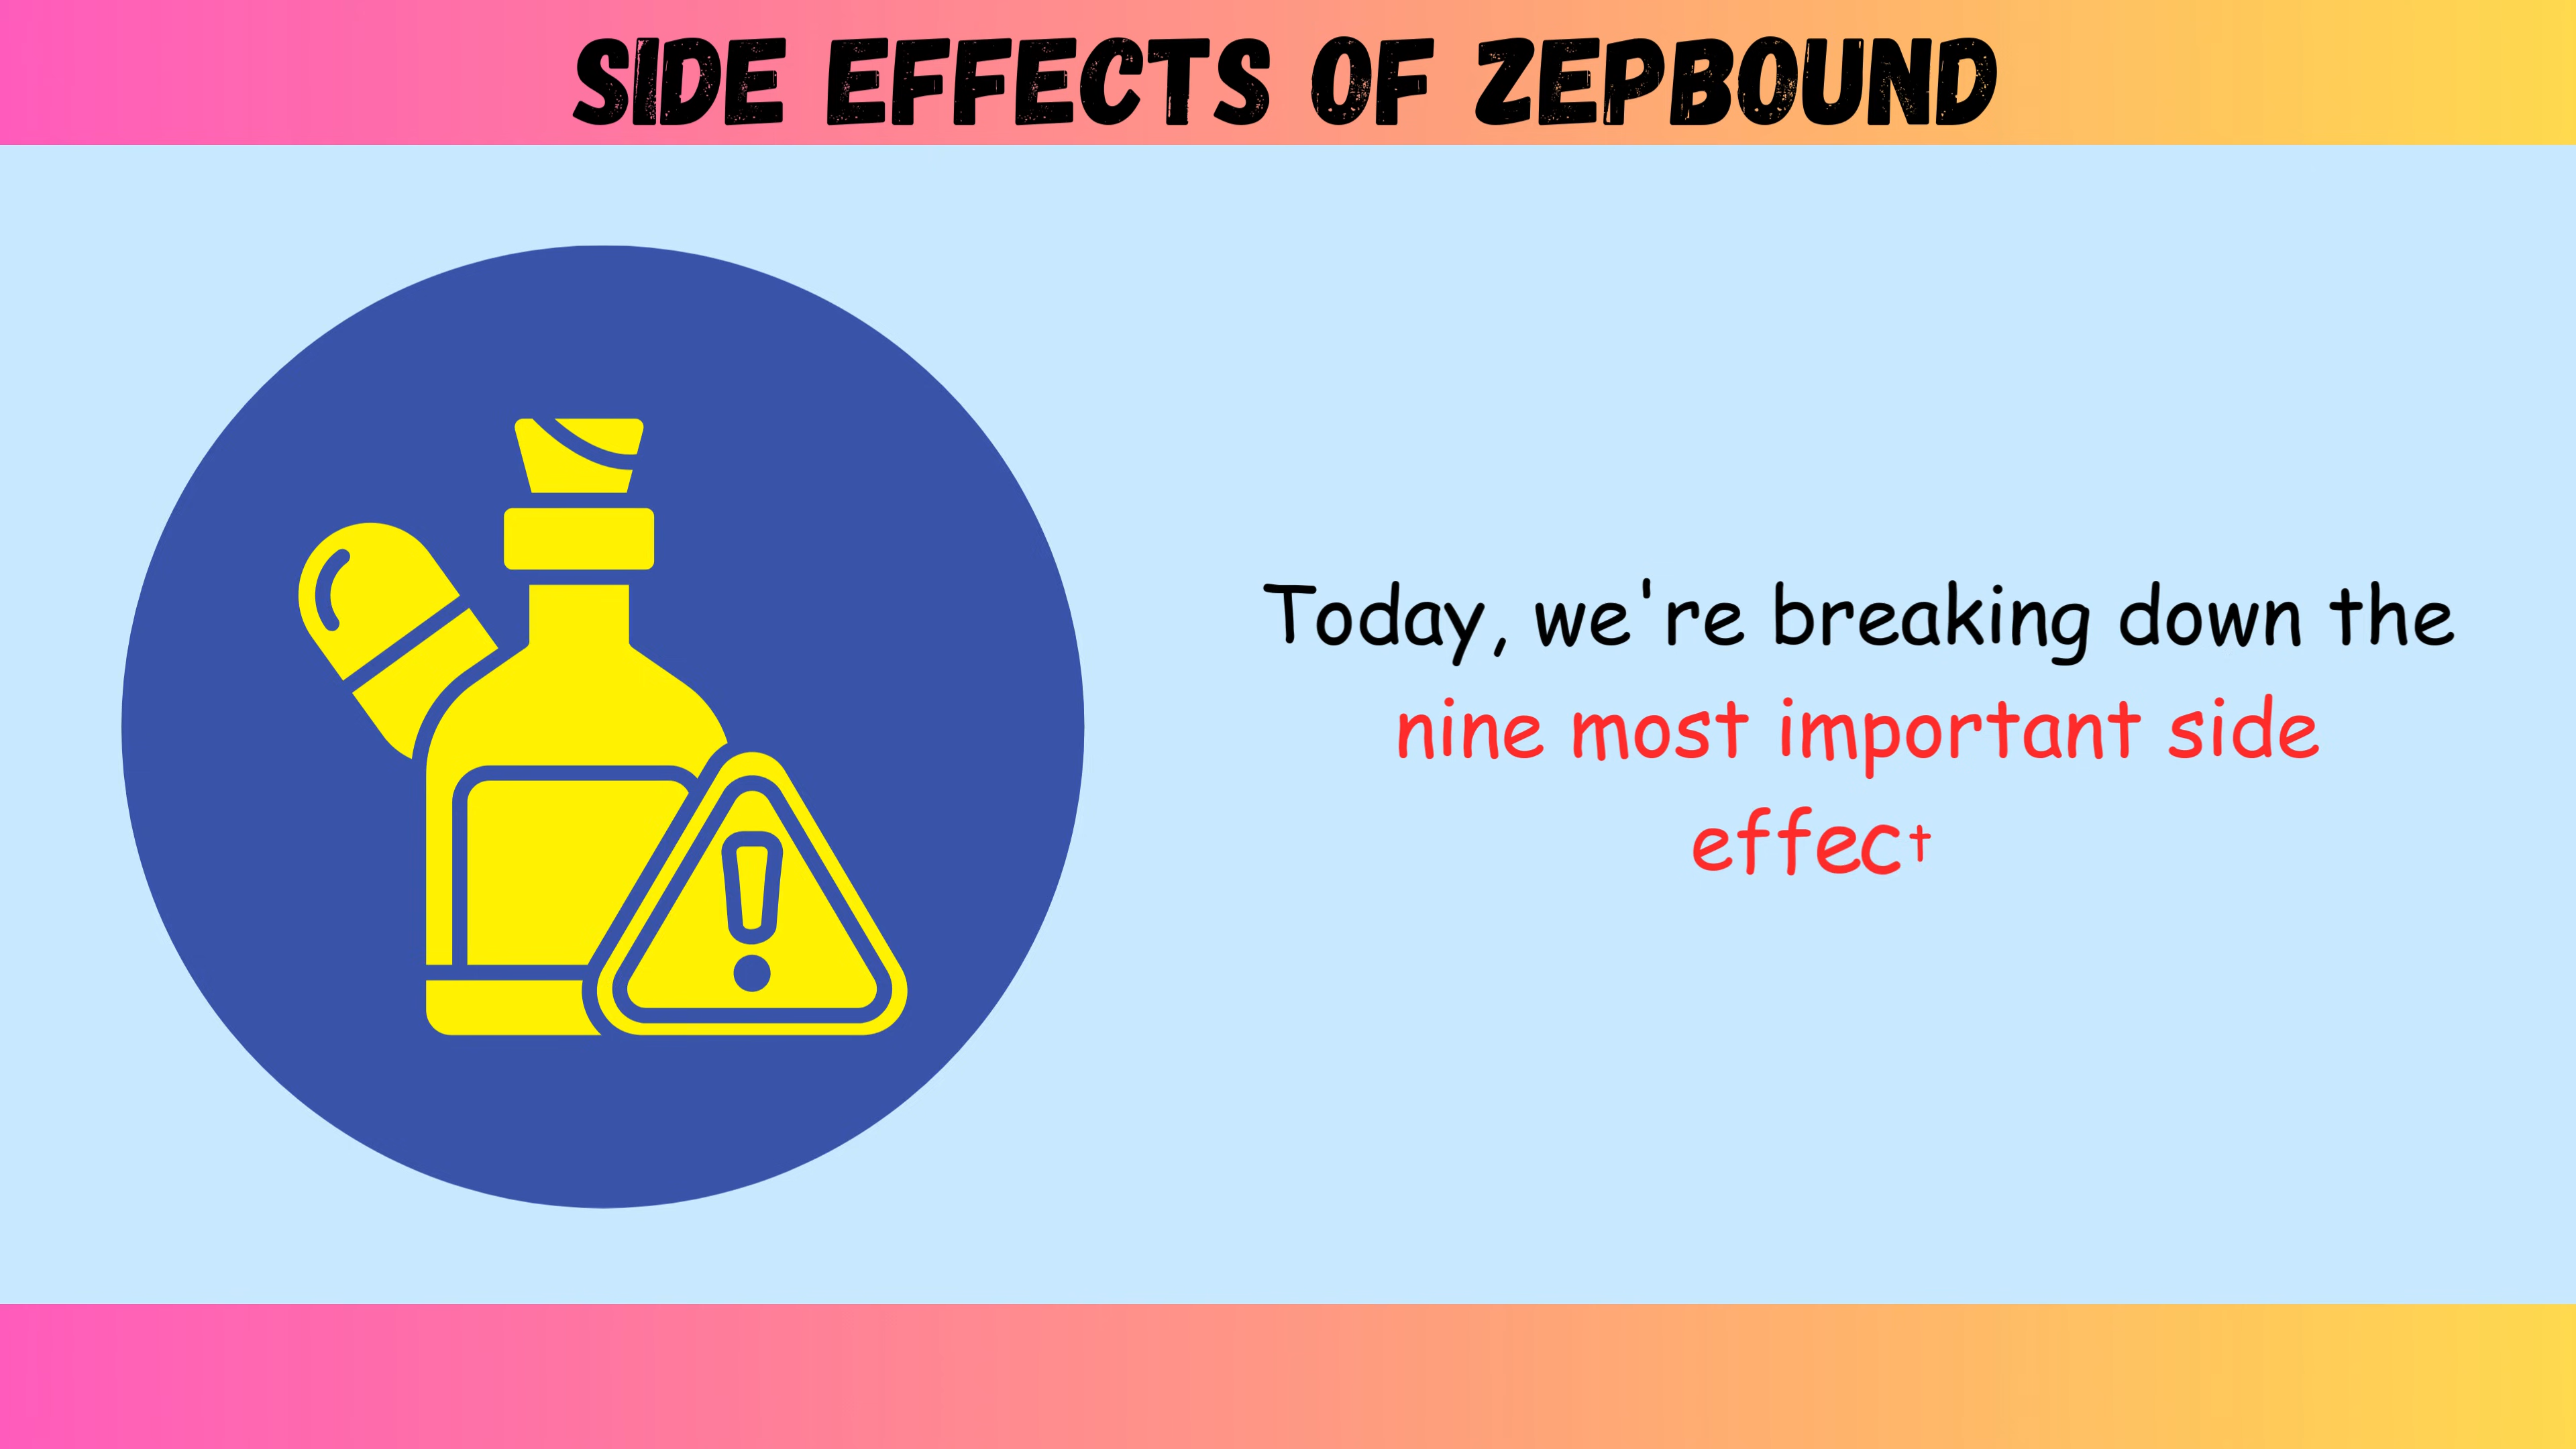 SIDE EFFECTS OF ZEPBOUND
Today, we're breaking down the
nine most important side
effect